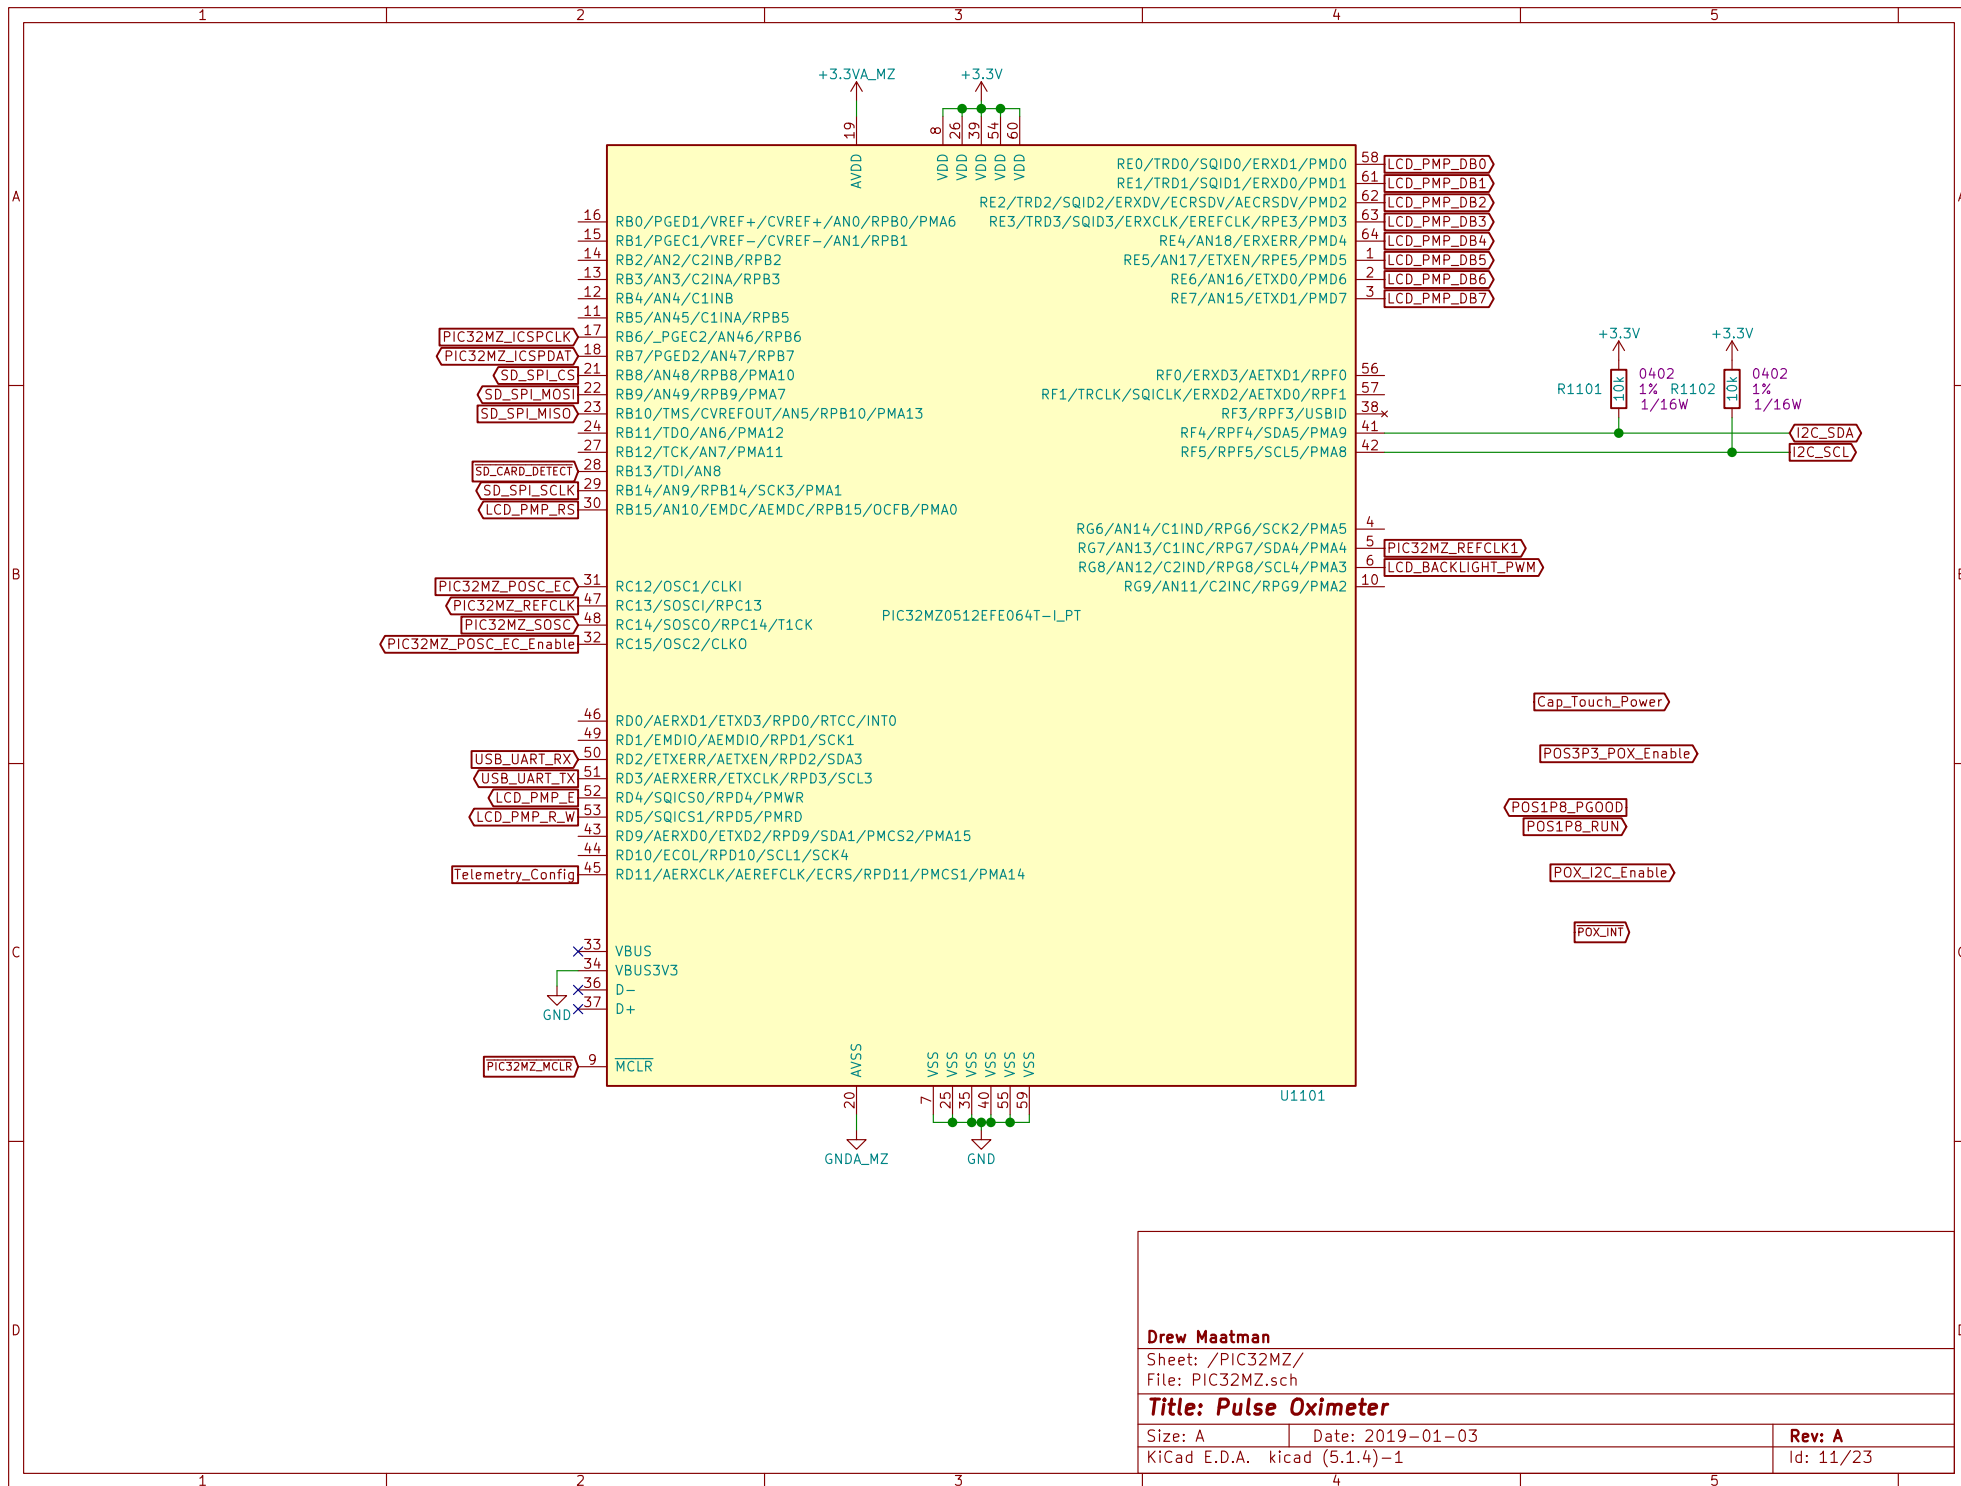 1 2 3 4 5
+3.3VA_MZ +3.3V
19 8 26 39 54 60
AVDD VDD VDD VDD VDD VDD
A
B
C
D
16 RB0/PGED1/VREF+/CVREF+/AN0/RPB0/PMA6
15 RB1/PGEC1/VREF-/CVREF-/AN1/RPB1
14 RB2/AN2/C2INB/RPB2
13 RB3/AN3/C2INA/RPB3
12 RB4/AN4/C1INB
11 RB5/AN45/C1INA/RPB5
PIC32MZ_ICSPCLK 17 RB6/_PGEC2/AN46/RPB6
PIC32MZ_ICSPDAT 18 RB7/PGED2/AN47/RPB7
SD_SPI_CS 21 RB8/AN48/RPB8/PMA10
SD_SPI_MOSI 22 RB9/AN49/RPB9/PMA7
SD_SPI_MISO 23 RB10/TMS/CVREFOUT/AN5/RPB10/PMA13
24 RB11/TDO/AN6/PMA12
27 RB12/TCK/AN7/PMA11
SD_CARD_DETECT 28 RB13/TDI/AN8
SD_SPI_SCLK 29 RB14/AN9/RPB14/SCK3/PMA1
LCD_PMP_RS 30 RB15/AN10/EMDC/AEMDC/RPB15/OCFB/PMA0
PIC32MZ_POSC_EC 31 RC12/OSC1/CLKI
PIC32MZ_REFCLK 47 RC13/SOSCI/RPC13
PIC32MZ_SOSC 48 RC14/SOSCO/RPC14/T1CK
PIC32MZ_POSC_EC_Enable 32 RC15/OSC2/CLKO
46 RD0/AERXD1/ETXD3/RPD0/RTCC/INT0
49 RD1/EMDIO/AEMDIO/RPD1/SCK1
USB_UART_RX 50 RD2/ETXERR/AETXEN/RPD2/SDA3
USB_UART_TX 51 RD3/AERXERR/ETXCLK/RPD3/SCL3
LCD_PMP_E 52 RD4/SQICS0/RPD4/PMWR
LCD_PMP_R_W 53 RD5/SQICS1/RPD5/PMRD
43 RD9/AERXD0/ETXD2/RPD9/SDA1/PMCS2/PMA15
44 RD10/ECOL/RPD10/SCL1/SCK4
Telemetry_Config 45 RD11/AERXCLK/AEREFCLK/ECRS/RPD11/PMCS1/PMA14
33 VBUS
34 VBUS3V3
36 D-
37 D+
GND
PIC32MZ_MCLR 9 MCLR
RE0/TRD0/SQID0/ERXD1/PMD0 58 LCD_PMP_DB0
RE1/TRD1/SQID1/ERXD0/PMD1 61 LCD_PMP_DB1
RE2/TRD2/SQID2/ERXDV/ECRSDV/AECRSDV/PMD2 62 LCD_PMP_DB2
RE3/TRD3/SQID3/ERXCLK/EREFCLK/RPE3/PMD3 63 LCD_PMP_DB3
RE4/AN18/ERXERR/PMD4 64 LCD_PMP_DB4
RE5/AN17/ETXEN/RPE5/PMD5 1 LCD_PMP_DB5
RE6/AN16/ETXD0/PMD6 2 LCD_PMP_DB6
RE7/AN15/ETXD1/PMD7 3 LCD_PMP_DB7
RF0/ERXD3/AETXD1/RPF0 56
RF1/TRCLK/SQICLK/ERXD2/AETXD0/RPF1 57
RF3/RPF3/USBID 38
RF4/RPF4/SDA5/PMA9 41 I2C_SDA
RF5/RPF5/SCL5/PMA8 42 I2C_SCL
+3.3V +3.3V
R1101 10k 0402 1% 1/16W
R1102 10k 0402 1% 1/16W
RG6/AN14/C1IND/RPG6/SCK2/PMA5 4
RG7/AN13/C1INC/RPG7/SDA4/PMA4 5 PIC32MZ_REFCLK1
RG8/AN12/C2IND/RPG8/SCL4/PMA3 6 LCD_BACKLIGHT_PWM
RG9/AN11/C2INC/RPG9/PMA2 10
PIC32MZ0512EFE064T-I_PT
Cap_Touch_Power
POS3P3_POX_Enable
POS1P8_PGOOD
POS1P8_RUN
POX_I2C_Enable
POX_INT
AVSS VSS VSS VSS VSS VSS VSS
20 7 25 35 40 55 59
U1101
GNDA_MZ GND
A
B
C
D
Drew Maatman
Sheet: /PIC32MZ/
File: PIC32MZ.sch
Title: Pulse Oximeter
Size: A Date: 2019-01-03 Rev: A
KiCad E.D.A. kicad (5.1.4)-1 Id: 11/23
1 2 3 4 5